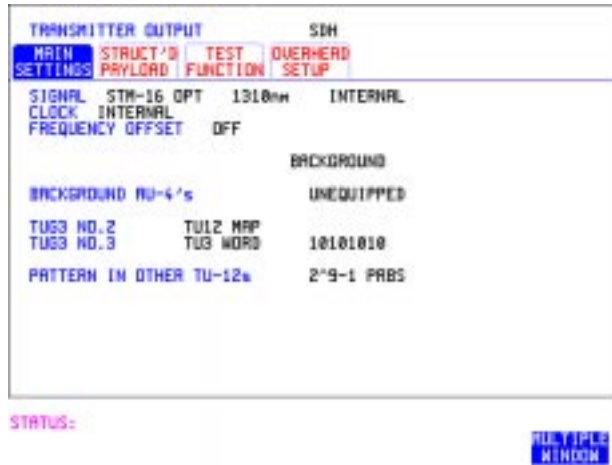 TRANSMITTER OUTPUT SDH
MAIN SETTINGS STRUCT'D PAYLOAD TEST FUNCTION OVERHEAD SETUP
SIGNAL STM-16 OPT 1310nm INTERNAL
CLOCK INTERNAL
FREQUENCY OFFSET OFF
BACKGROUND
BACKGROUND AU-4's UNEQUIPPED
TUG3 NO.2 TU12 MAP
TUG3 NO.3 TU3 WORD 10101010
PATTERN IN OTHER TU-12s 2^9-1 PRBS
STATUS:
MULTIPLE WINDOW